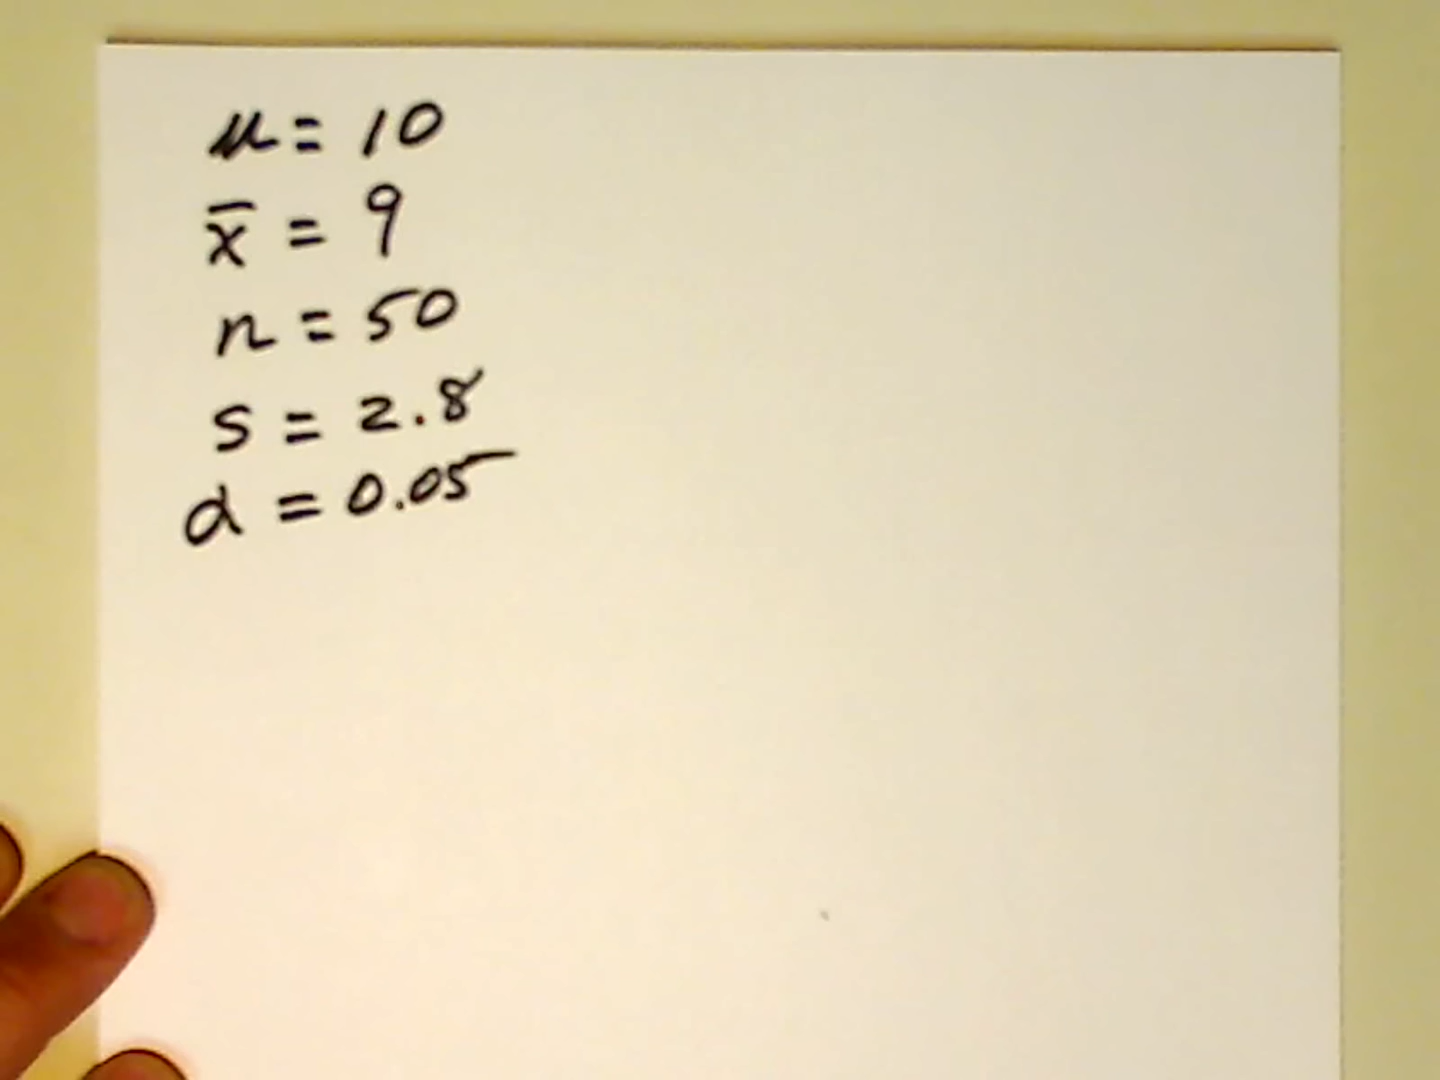 μ = 10
x̄ = 9
n = 50
s = 2.8
α = 0.05